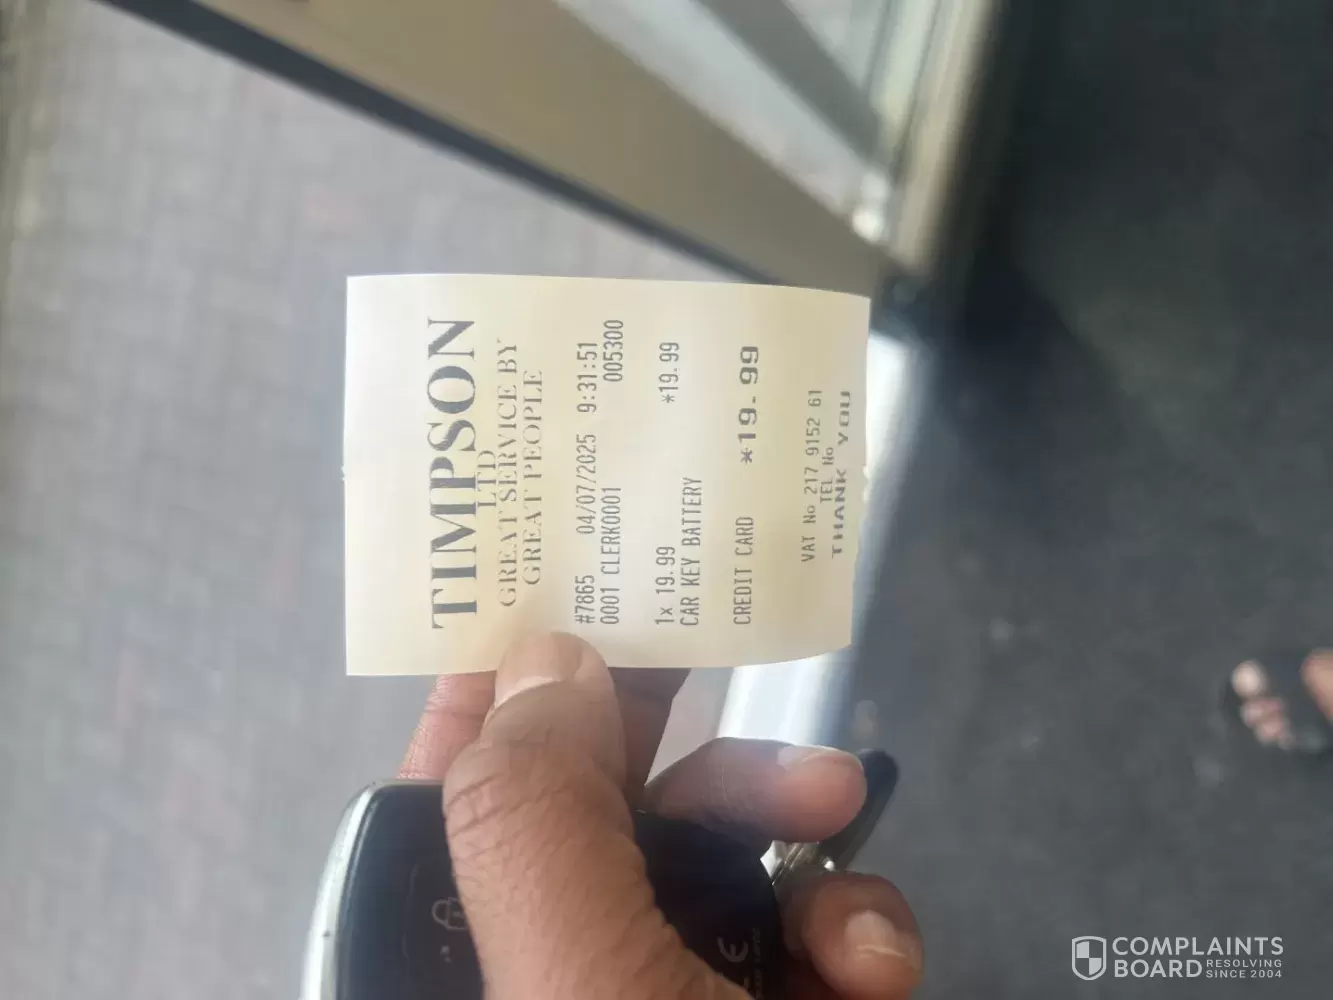 TIMPSON
LTD
GREAT SERVICE BY
GREAT PEOPLE
#7865 04/07/2025 9:31:51
0001 CLERK0001 005300
1x 19.99 *19.99
CAR KEY BATTERY
CREDIT CARD *19.99
VAT No 217 9152 61
TEL No
THANK YOU
CE
COMPLAINTS
BOARD RESOLVING
SINCE 2004